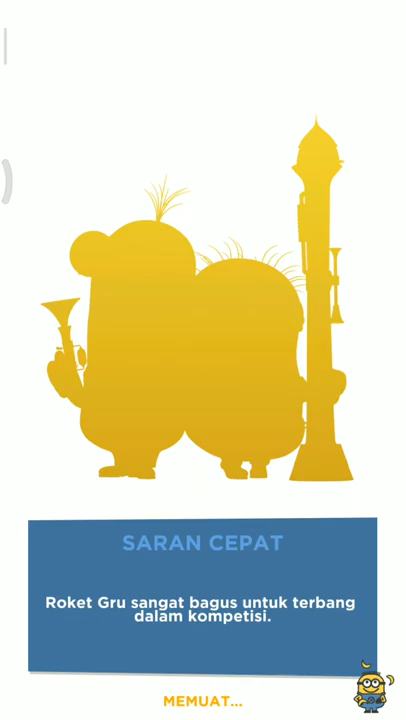 SARAN CEPAT
Roket Gru sangat bagus untuk terbang
dalam kompetisi.
MEMUAT...